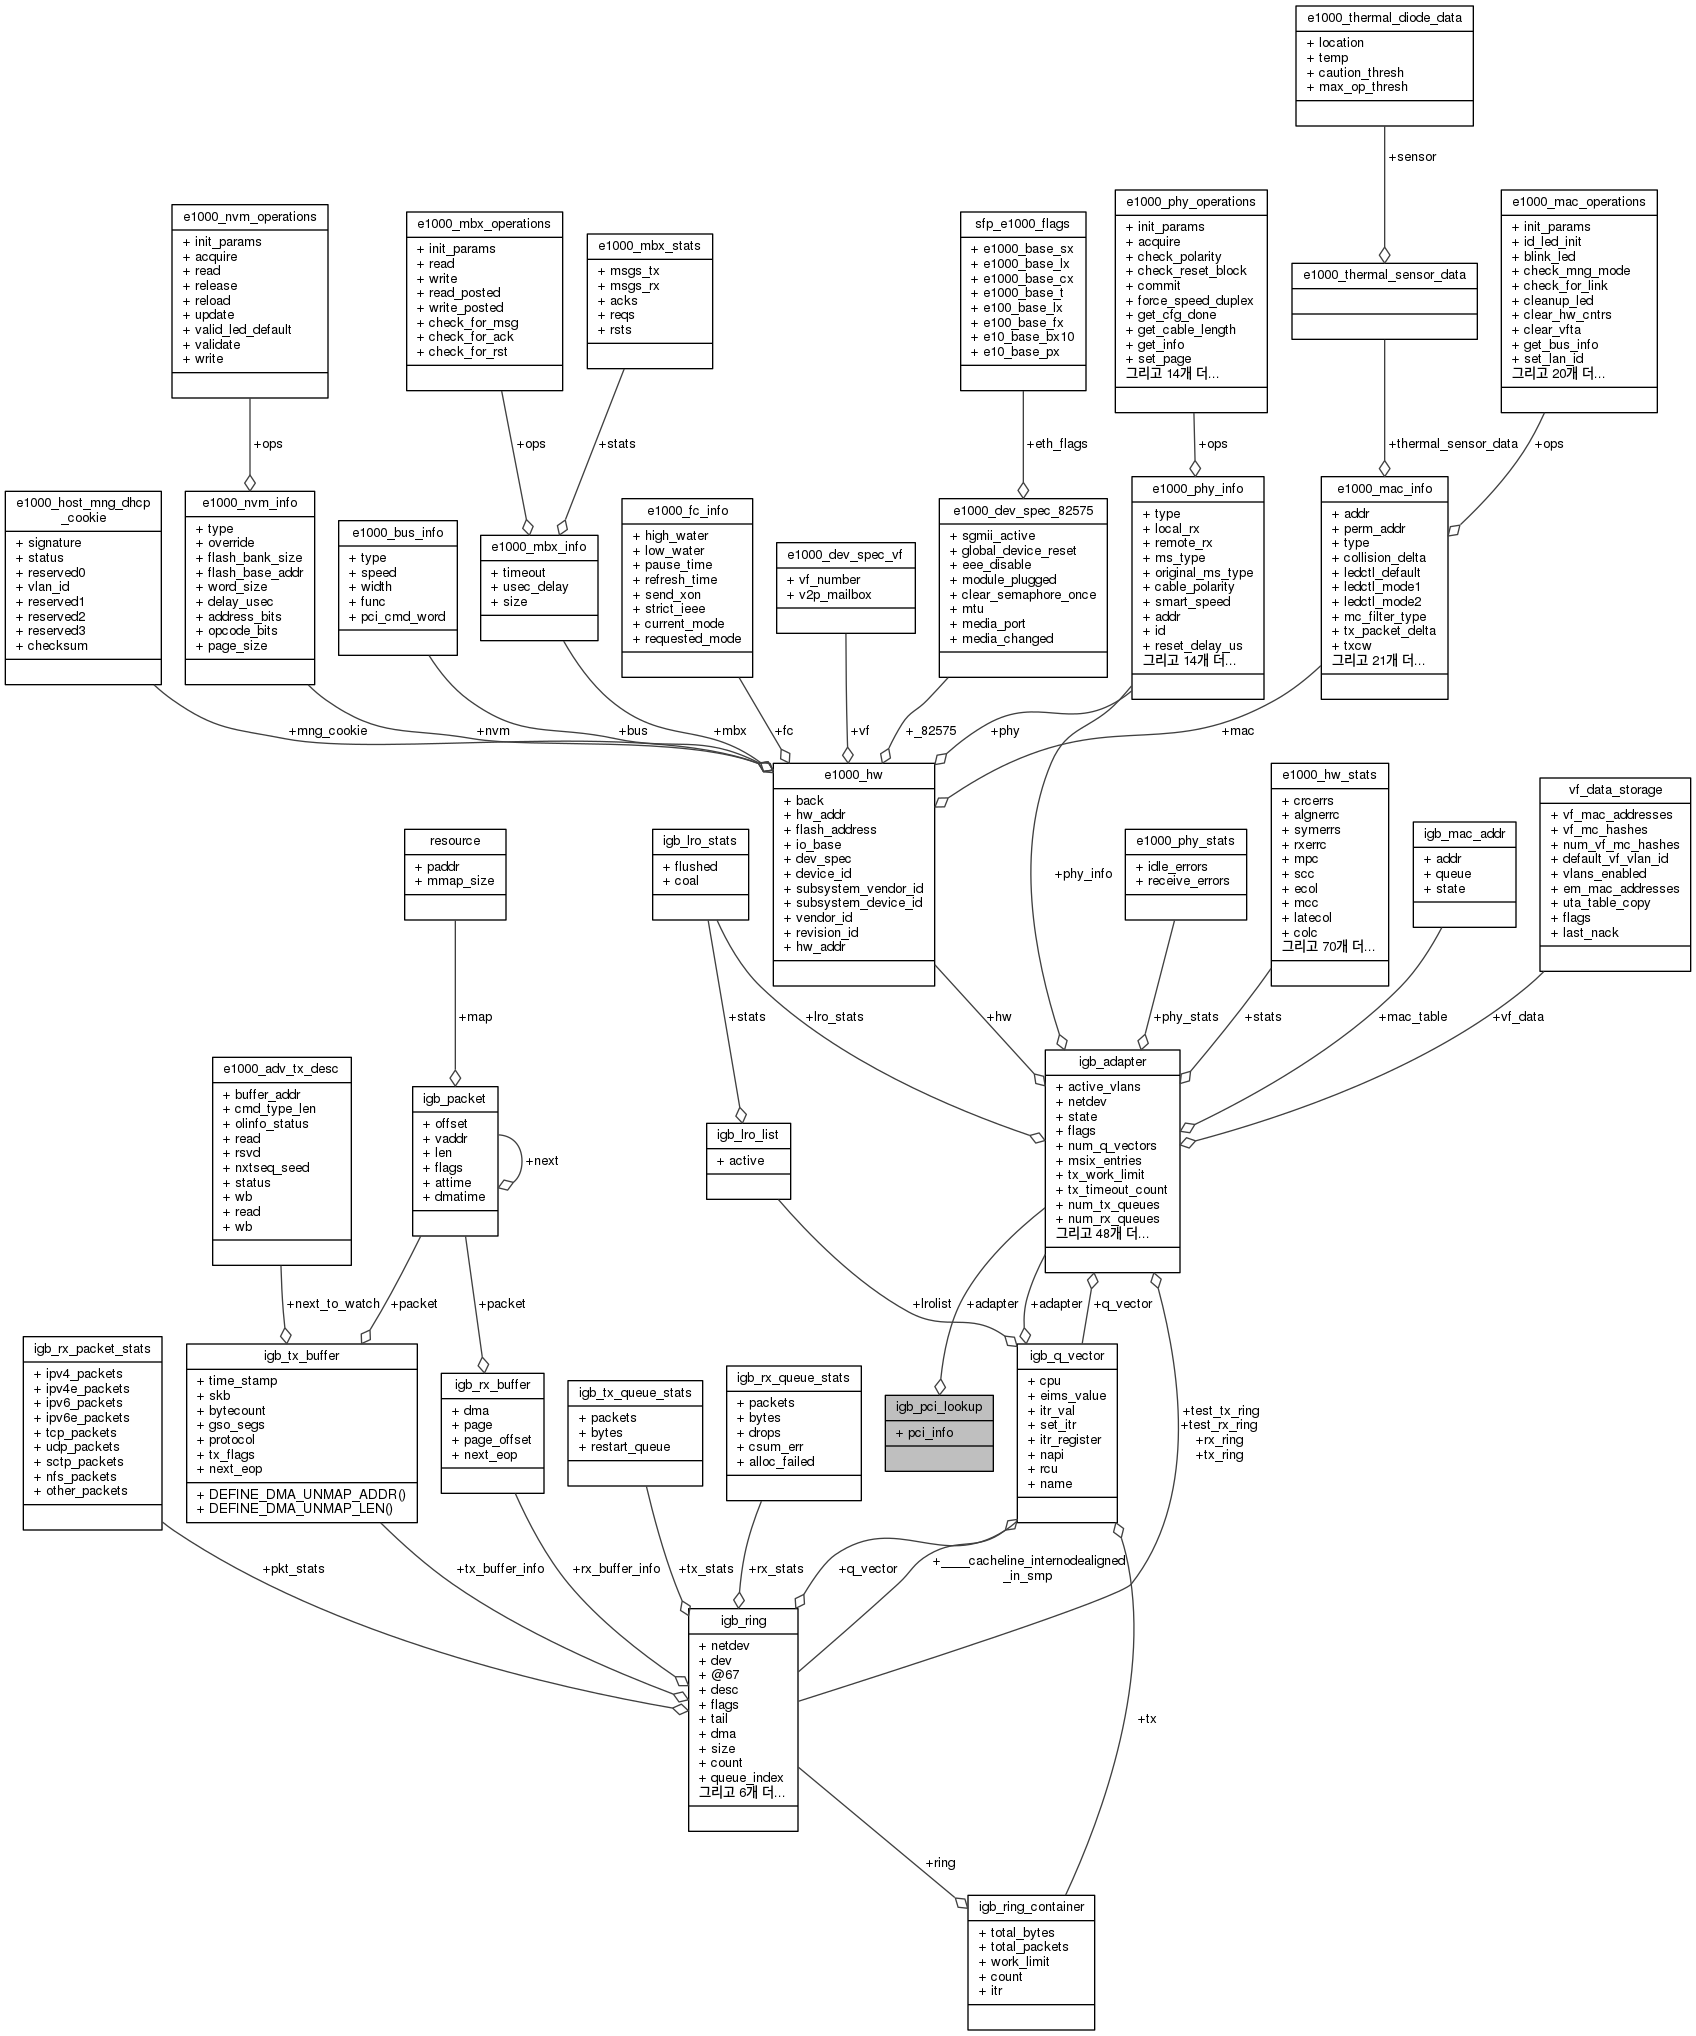 e1000_thermal_diode_data
+ location
+ temp
+ caution_thresh
+ max_op_thresh
+sensor
e1000_nvm_operations
+ init_params
+ acquire
+ read
+ release
+ reload
+ update
+ valid_led_default
+ validate
+ write
e1000_mbx_operations
+ init_params
+ read
+ write
+ read_posted
+ write_posted
+ check_for_msg
+ check_for_ack
+ check_for_rst
e1000_mbx_stats
+ msgs_tx
+ msgs_rx
+ acks
+ reqs
+ rsts
sfp_e1000_flags
+ e1000_base_sx
+ e1000_base_lx
+ e1000_base_cx
+ e1000_base_t
+ e100_base_lx
+ e100_base_fx
+ e10_base_bx10
+ e10_base_px
e1000_phy_operations
+ init_params
+ acquire
+ check_polarity
+ check_reset_block
+ commit
+ force_speed_duplex
+ get_cfg_done
+ get_cable_length
+ get_info
+ set_page
그리고 14개 더...
e1000_thermal_sensor_data
e1000_mac_operations
+ init_params
+ id_led_init
+ blink_led
+ check_mng_mode
+ check_for_link
+ cleanup_led
+ clear_hw_cntrs
+ clear_vfta
+ get_bus_info
+ set_lan_id
그리고 20개 더...
+ops
+ops
+stats
+eth_flags
+ops
+thermal_sensor_data
+ops
e1000_host_mng_dhcp
_cookie
+ signature
+ status
+ reserved0
+ vlan_id
+ reserved1
+ reserved2
+ reserved3
+ checksum
e1000_nvm_info
+ type
+ override
+ flash_bank_size
+ flash_base_addr
+ word_size
+ delay_usec
+ address_bits
+ opcode_bits
+ page_size
e1000_bus_info
+ type
+ speed
+ width
+ func
+ pci_cmd_word
e1000_mbx_info
+ timeout
+ usec_delay
+ size
e1000_fc_info
+ high_water
+ low_water
+ pause_time
+ refresh_time
+ send_xon
+ strict_ieee
+ current_mode
+ requested_mode
e1000_dev_spec_vf
+ vf_number
+ v2p_mailbox
e1000_dev_spec_82575
+ sgmii_active
+ global_device_reset
+ eee_disable
+ module_plugged
+ clear_semaphore_once
+ mtu
+ media_port
+ media_changed
e1000_phy_info
+ type
+ local_rx
+ remote_rx
+ ms_type
+ original_ms_type
+ cable_polarity
+ smart_speed
+ addr
+ id
+ reset_delay_us
그리고 14개 더...
e1000_mac_info
+ addr
+ perm_addr
+ type
+ collision_delta
+ ledctl_default
+ ledctl_mode1
+ ledctl_mode2
+ mc_filter_type
+ tx_packet_delta
+ txcw
그리고 21개 더...
+mng_cookie
+nvm
+bus
+mbx
+fc
+vf
+_82575
+phy
+mac
resource
+ paddr
+ mmap_size
igb_lro_stats
+ flushed
+ coal
e1000_hw
+ back
+ hw_addr
+ flash_address
+ io_base
+ dev_spec
+ device_id
+ subsystem_vendor_id
+ subsystem_device_id
+ vendor_id
+ revision_id
+ hw_addr
+phy_info
e1000_phy_stats
+ idle_errors
+ receive_errors
e1000_hw_stats
+ crcerrs
+ algnerrc
+ symerrs
+ rxerrc
+ mpc
+ scc
+ ecol
+ mcc
+ latecol
+ colc
그리고 70개 더...
igb_mac_addr
+ addr
+ queue
+ state
vf_data_storage
+ vf_mac_addresses
+ vf_mc_hashes
+ num_vf_mc_hashes
+ default_vf_vlan_id
+ vlans_enabled
+ em_mac_addresses
+ uta_table_copy
+ flags
+ last_nack
+map
+stats
+lro_stats
+hw
+phy_stats
+stats
+mac_table
+vf_data
e1000_adv_tx_desc
+ buffer_addr
+ cmd_type_len
+ olinfo_status
+ read
+ rsvd
+ nxtseq_seed
+ status
+ wb
+ read
+ wb
igb_packet
+ offset
+ vaddr
+ len
+ flags
+ attime
+ dmatime
+next
igb_lro_list
+ active
igb_adapter
+ active_vlans
+ netdev
+ state
+ flags
+ num_q_vectors
+ msix_entries
+ tx_work_limit
+ tx_timeout_count
+ num_tx_queues
+ num_rx_queues
그리고 48개 더...
+next_to_watch
+packet
+packet
+lrolist
+adapter
+adapter
+q_vector
igb_rx_packet_stats
+ ipv4_packets
+ ipv4e_packets
+ ipv6_packets
+ ipv6e_packets
+ tcp_packets
+ udp_packets
+ sctp_packets
+ nfs_packets
+ other_packets
igb_tx_buffer
+ time_stamp
+ skb
+ bytecount
+ gso_segs
+ protocol
+ tx_flags
+ next_eop
+ DEFINE_DMA_UNMAP_ADDR()
+ DEFINE_DMA_UNMAP_LEN()
igb_rx_buffer
+ dma
+ page
+ page_offset
+ next_eop
igb_tx_queue_stats
+ packets
+ bytes
+ restart_queue
igb_rx_queue_stats
+ packets
+ bytes
+ drops
+ csum_err
+ alloc_failed
igb_pci_lookup
+ pci_info
igb_q_vector
+ cpu
+ eims_value
+ itr_val
+ set_itr
+ itr_register
+ napi
+ rcu
+ name
+test_tx_ring
+test_rx_ring
+rx_ring
+tx_ring
+pkt_stats
+tx_buffer_info
+rx_buffer_info
+tx_stats
+rx_stats
+q_vector
+____cacheline_internodealigned
_in_smp
igb_ring
+ netdev
+ dev
+ @67
+ desc
+ flags
+ tail
+ dma
+ size
+ count
+ queue_index
그리고 6개 더...
+tx
+ring
igb_ring_container
+ total_bytes
+ total_packets
+ work_limit
+ count
+ itr